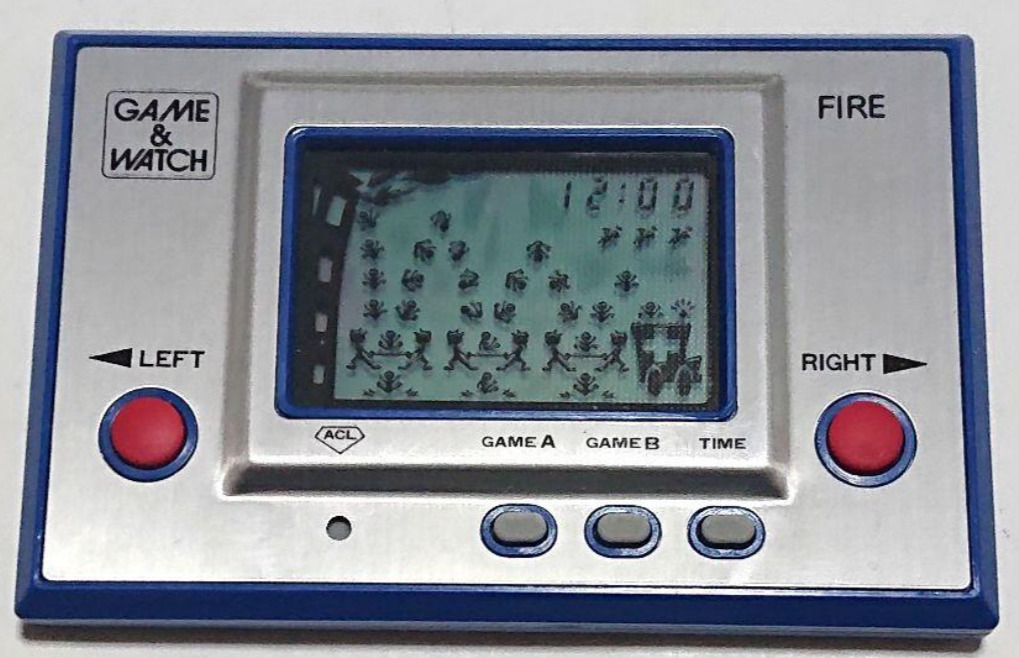 GAME
&
WATCH
FIRE
12:00
◀ LEFT
RIGHT ▶
ACL
GAME A GAME B TIME